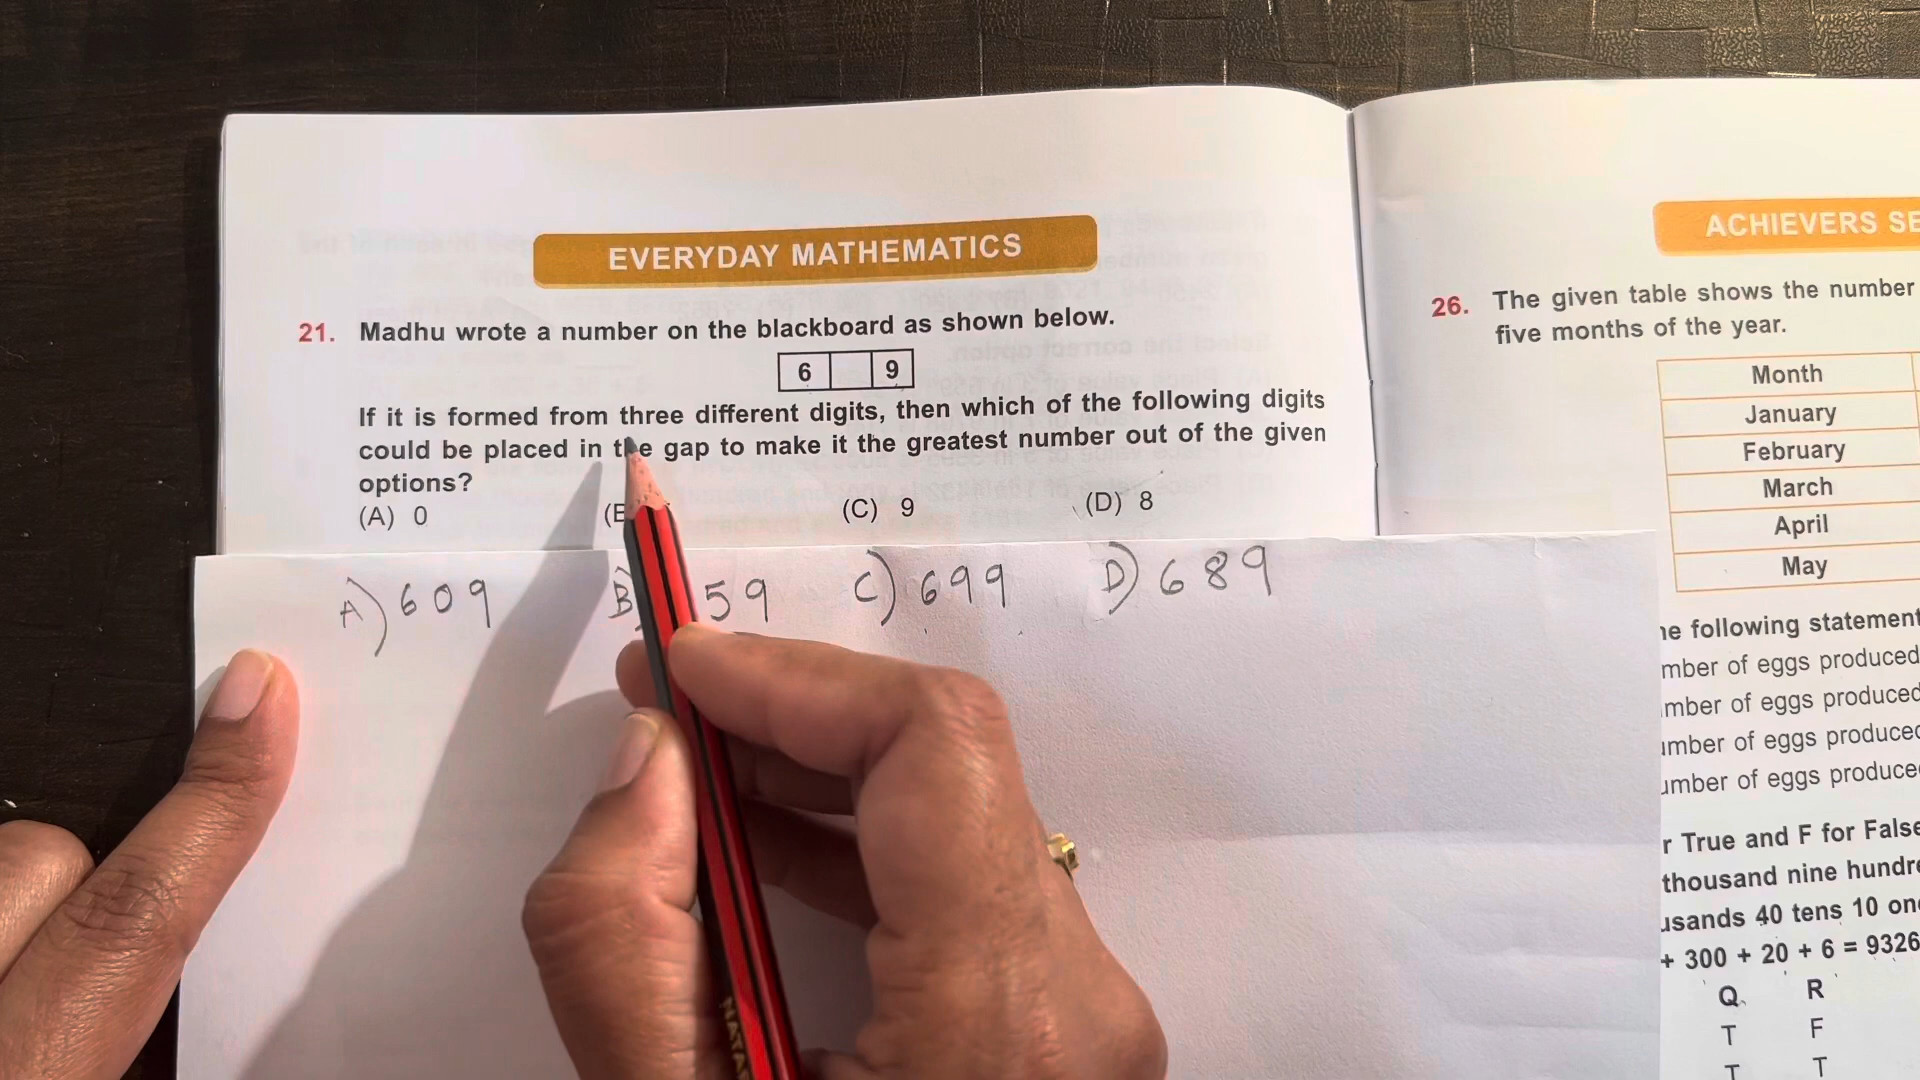 EVERYDAY MATHEMATICS
21. Madhu wrote a number on the blackboard as shown below.
6 9
If it is formed from three different digits, then which of the following digits
could be placed in the gap to make it the greatest number out of the given
options?
(A) 0 (C) 9 (D) 8
A) 609 B) 59 C) 699 D) 689
ACHIEVERS SE
26. The given table shows the number
five months of the year.
Month
January
February
March
April
May
he following statement
mber of eggs produced
mber of eggs produced
umber of eggs produced
umber of eggs produce
r True and F for False
thousand nine hundre
usands 40 tens 10 on
+ 300 + 20 + 6 = 9326
Q R
T F
T T
NATA